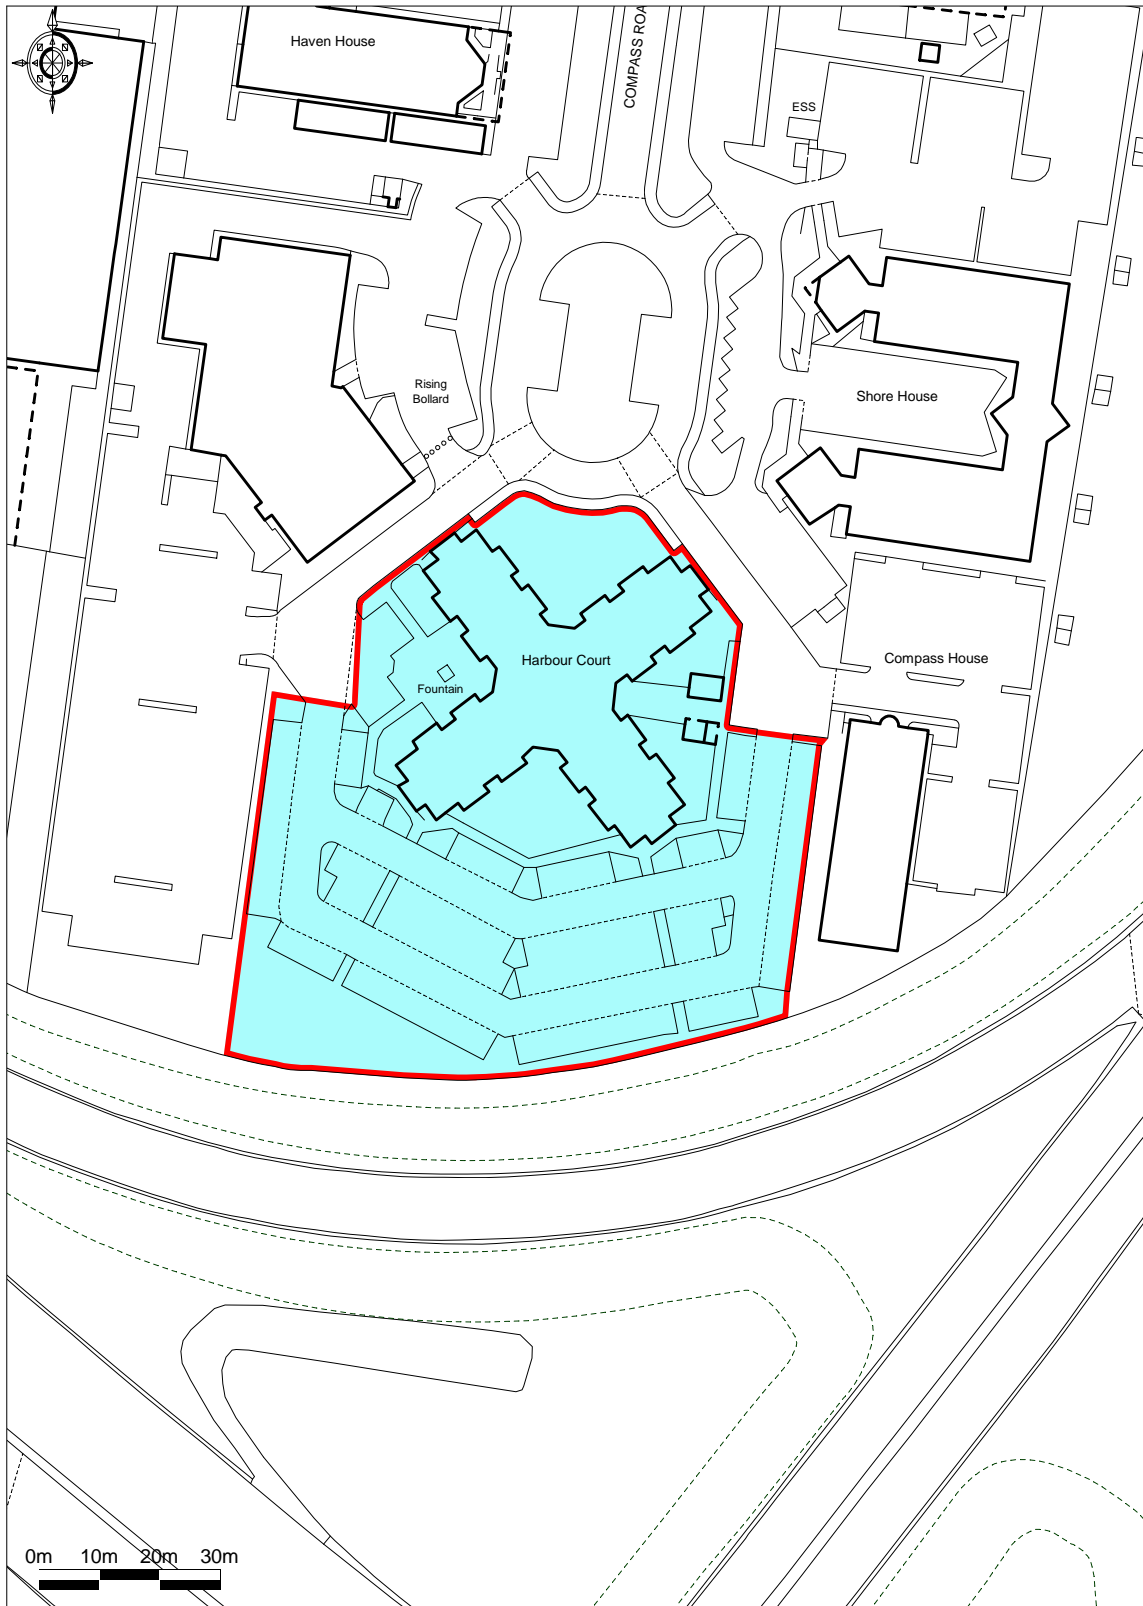 Haven House
COMPASS ROA
ESS
Rising
Bollard
Shore House
Harbour Court
Compass House
Fountain
0m 10m 20m 30m